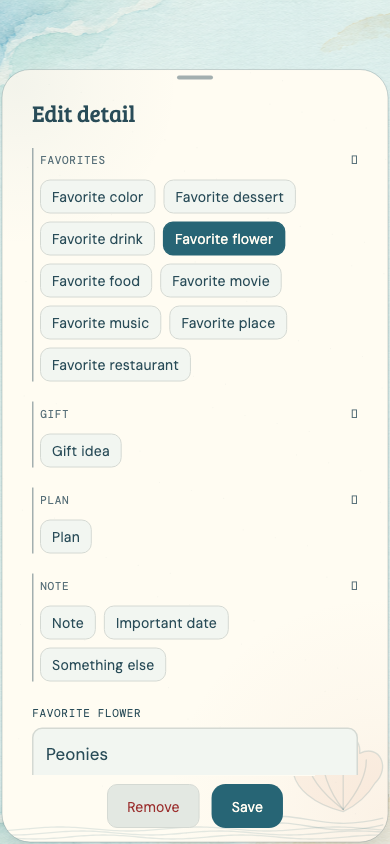 Edit detail
FAVORITES
Favorite color Favorite dessert
Favorite drink Favorite flower
Favorite food Favorite movie
Favorite music Favorite place
Favorite restaurant
GIFT
Gift idea
PLAN
Plan
NOTE
Note Important date
Something else
FAVORITE FLOWER
Peonies
Remove Save